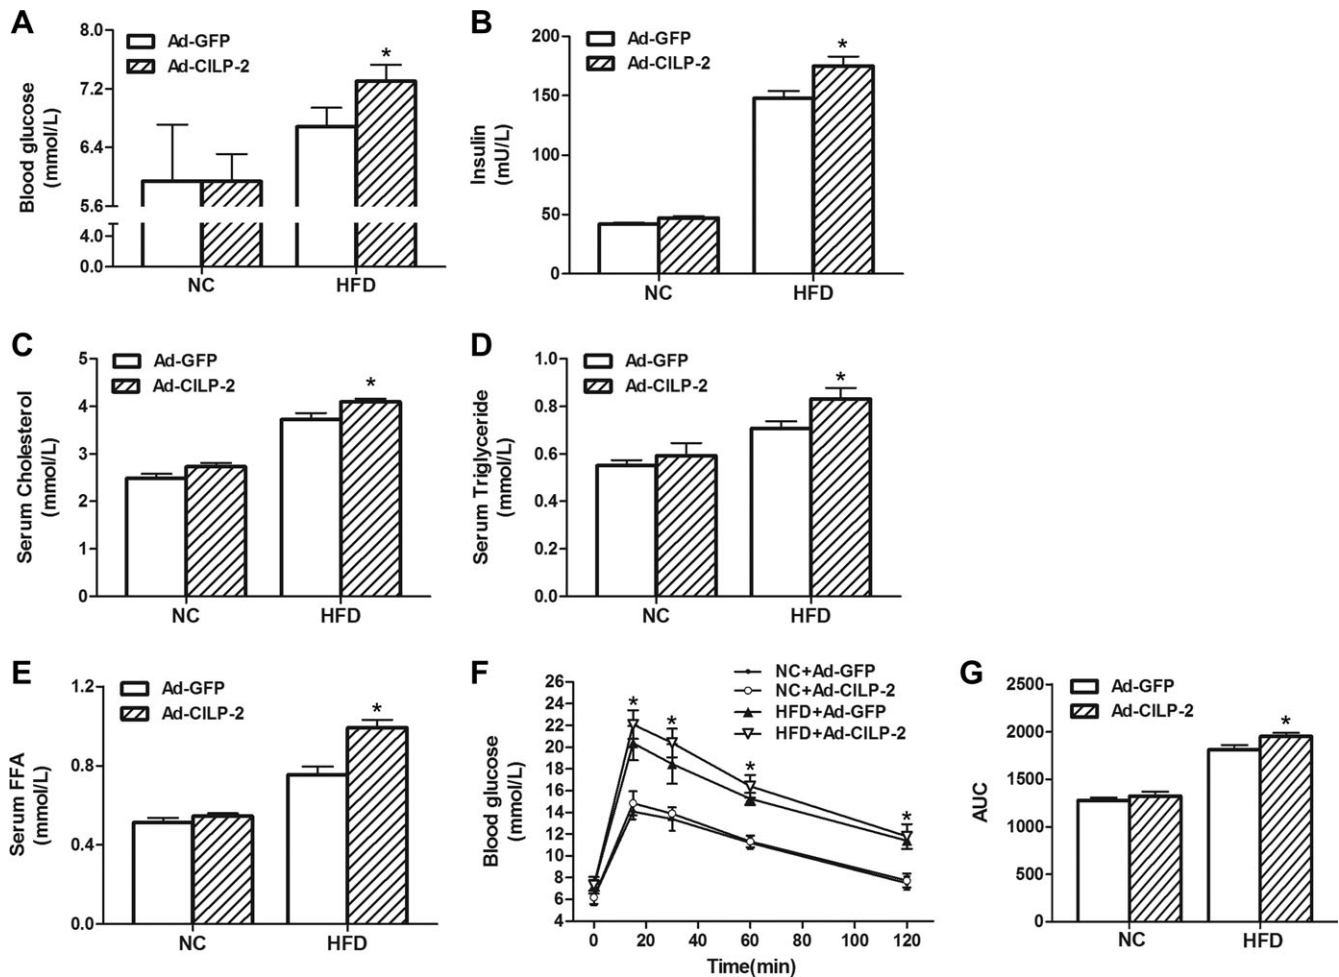 A
Ad-GFP
Ad-CILP-2
Blood glucose
(mmol/L)
8.0
7.2
6.4
5.6
4.0
0.0
*
NC
HFD
B
Ad-GFP
Ad-CILP-2
Insulin
(mU/L)
200
150
100
50
0
*
NC
HFD
C
Ad-GFP
Ad-CILP-2
Serum Cholesterol
(mmol/L)
5
4
3
2
1
0
*
NC
HFD
D
Ad-GFP
Ad-CILP-2
Serum Triglyceride
(mmol/L)
1.0
0.8
0.6
0.4
0.2
0.0
*
NC
HFD
E
Ad-GFP
Ad-CILP-2
Serum FFA
(mmol/L)
1.2
0.8
0.4
0.0
*
NC
HFD
F
NC+Ad-GFP
NC+Ad-CILP-2
HFD+Ad-GFP
HFD+Ad-CILP-2
Blood glucose
(mmol/L)
26
24
22
20
18
16
14
12
10
8
6
4
*
*
*
*
0 20 40 60 80 100 120
Time(min)
G
Ad-GFP
Ad-CILP-2
AUC
2500
2000
1500
1000
500
0
*
NC
HFD